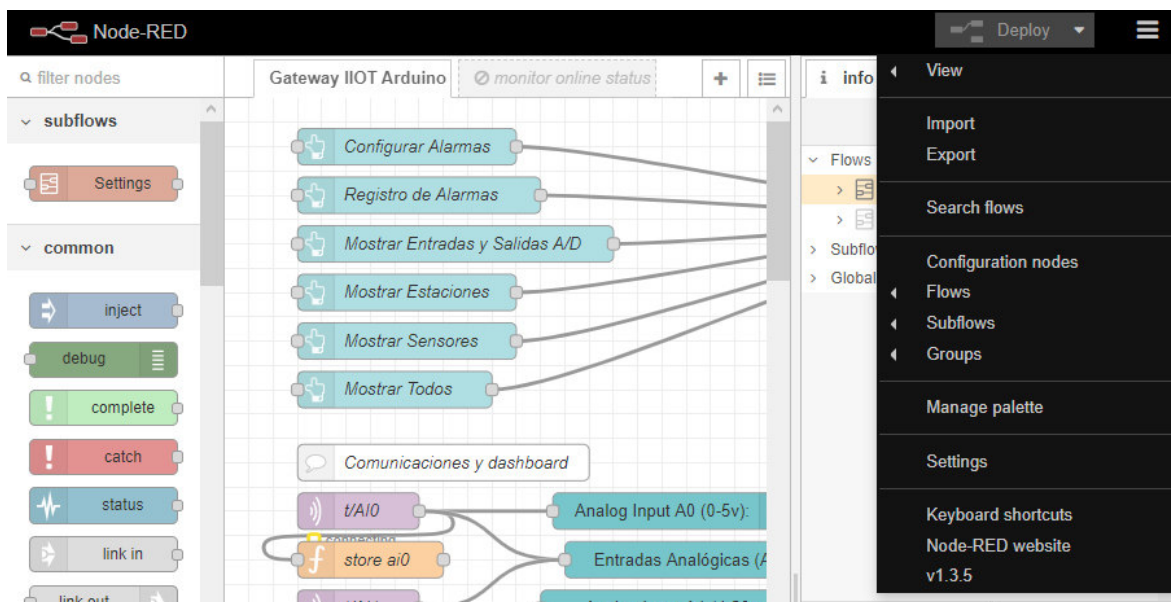 Node-RED
Deploy
filter nodes
Gateway IIOT Arduino
monitor online status
i info
subflows
Settings
common
inject
debug
complete
catch
status
link in
link out
Configurar Alarmas
Registro de Alarmas
Mostrar Entradas y Salidas A/D
Mostrar Estaciones
Mostrar Sensores
Mostrar Todos
Comunicaciones y dashboard
t/AI0
connecting
store ai0
Analog Input A0 (0-5v):
Entradas Analógicas (A
Flows
Subflo
Global
View
Import
Export
Search flows
Configuration nodes
Flows
Subflows
Groups
Manage palette
Settings
Keyboard shortcuts
Node-RED website
v1.3.5